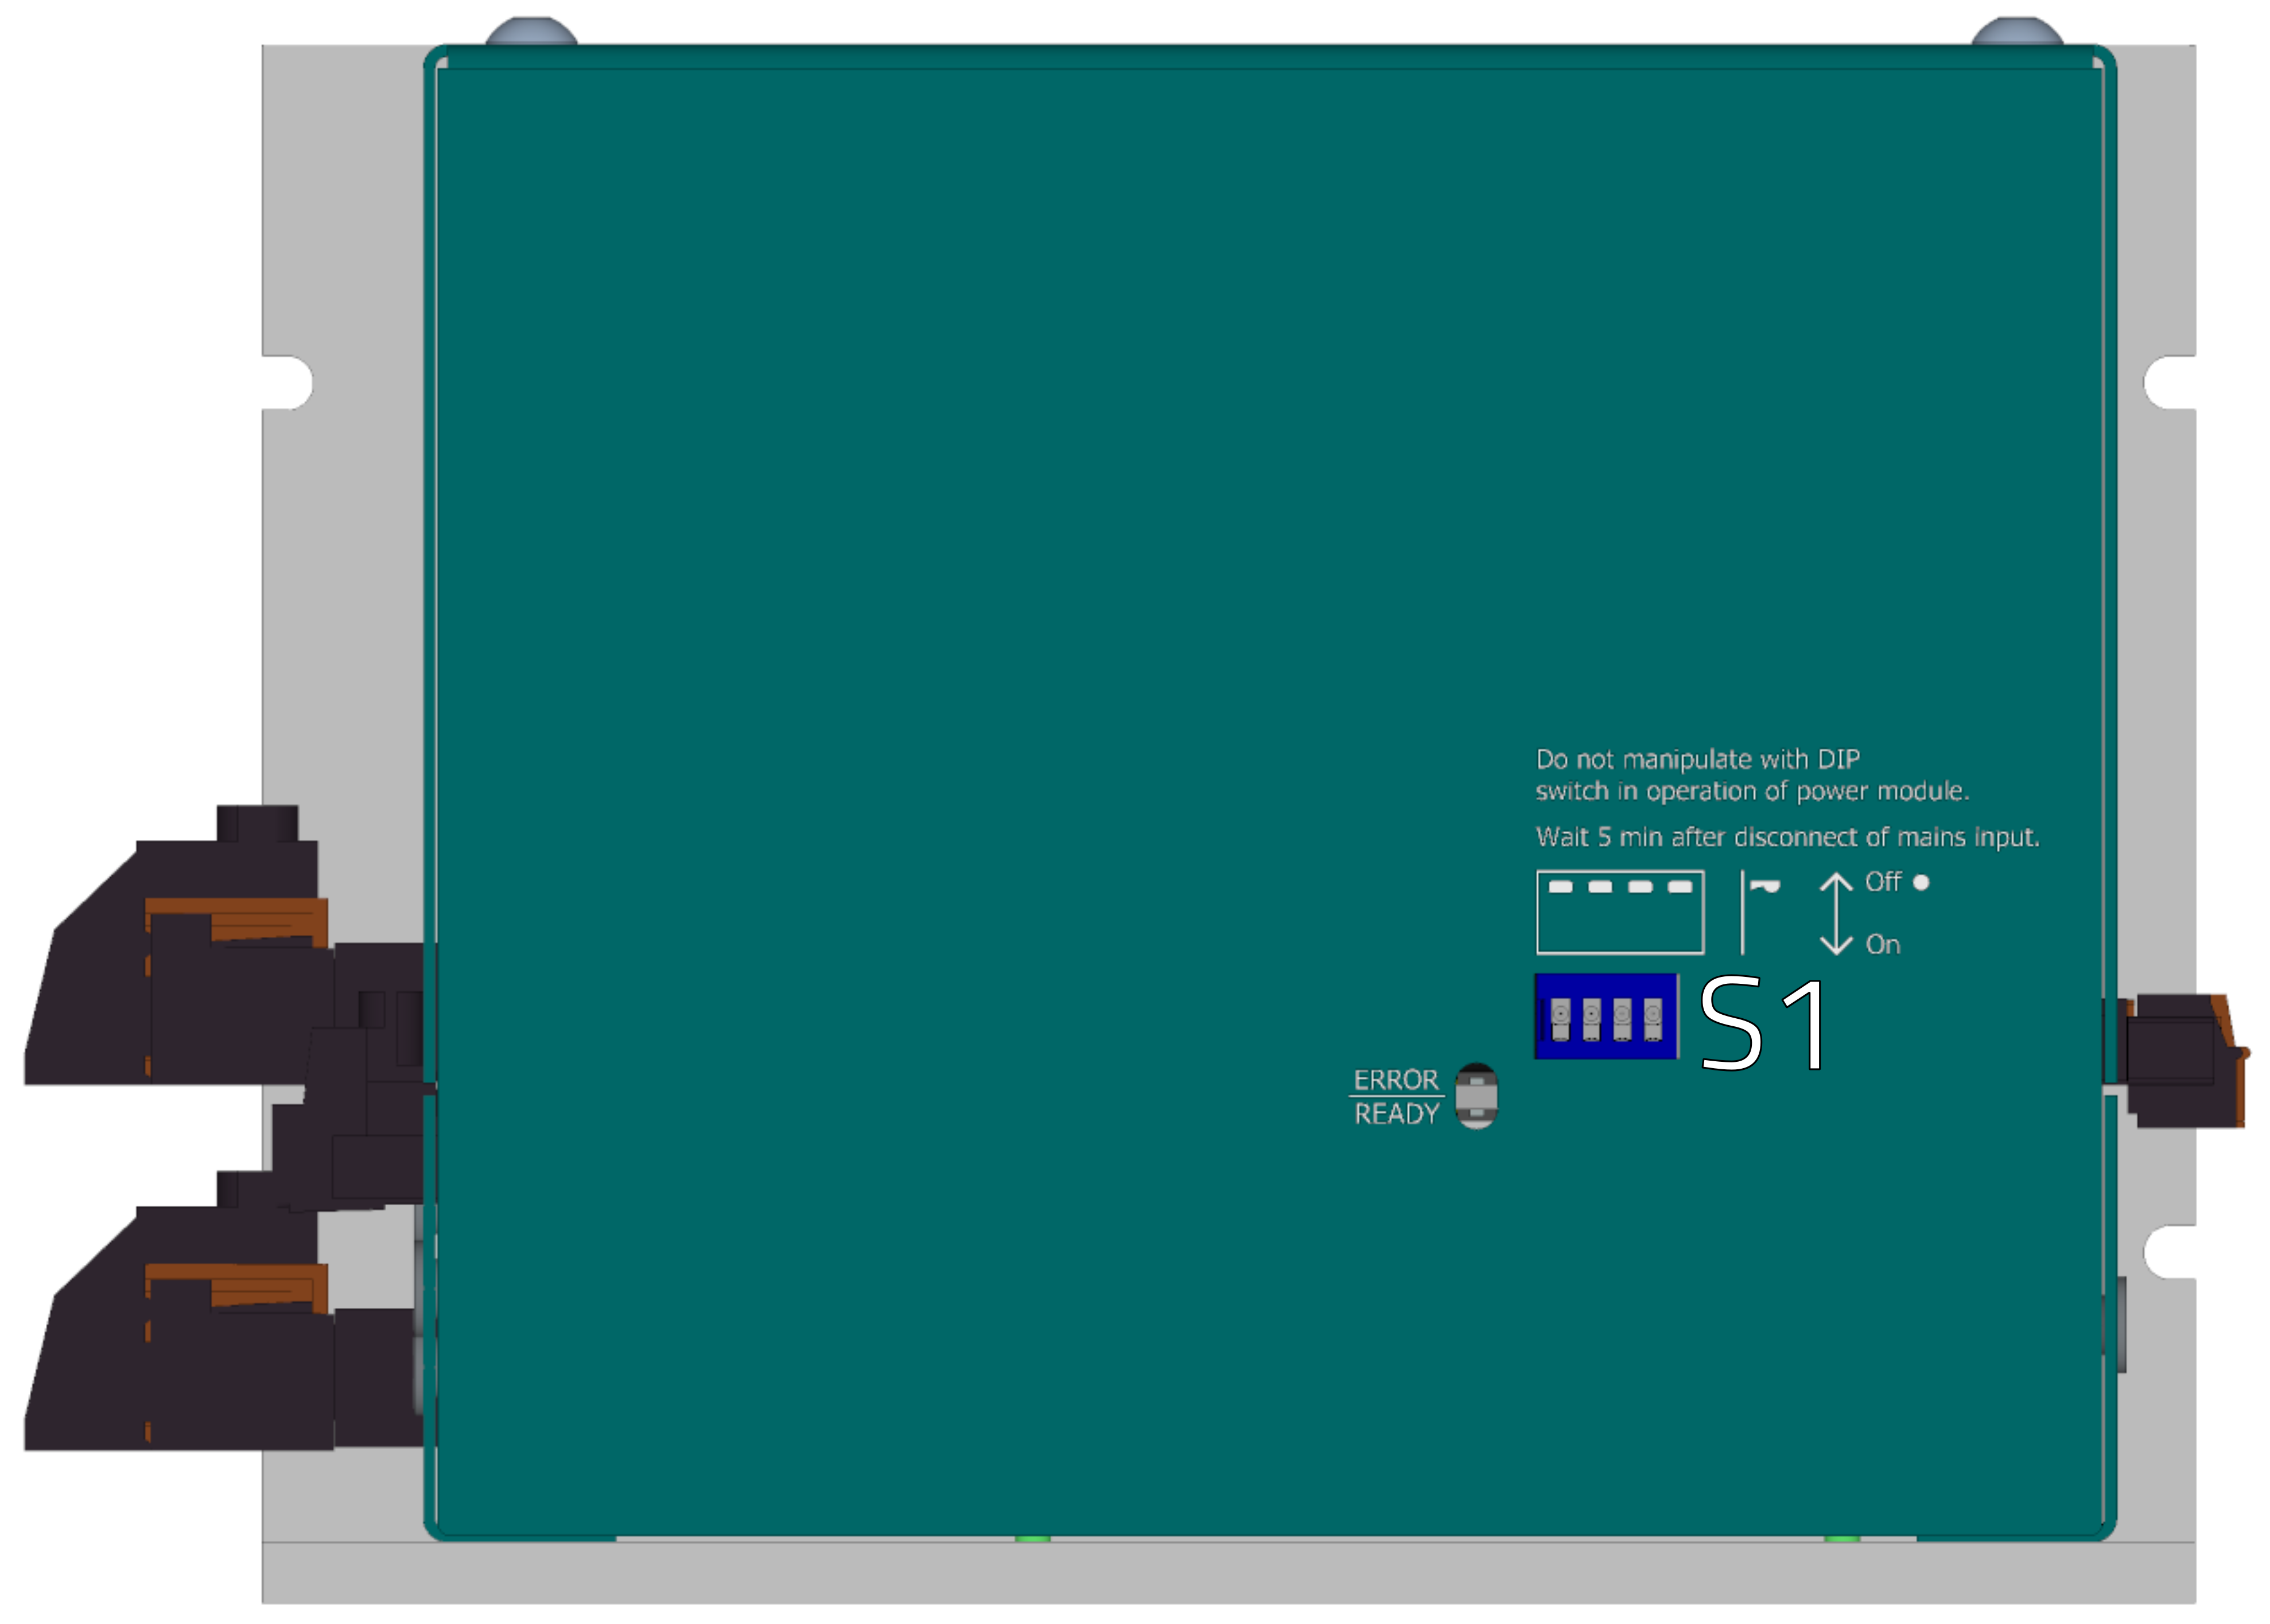 Do not manipulate with DIP
switch in operation of power module.
Wait 5 min after disconnect of mains input.
Off
On
S1
ERROR
READY